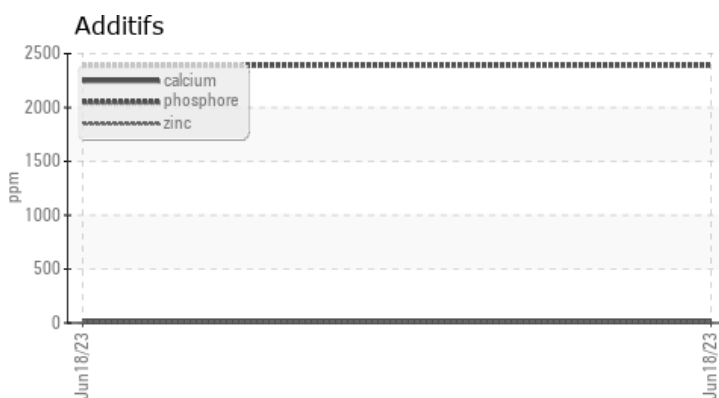 Additifs
2500
2000
1500
1000
500
0
ppm
calcium
phosphore
zinc
Jun18/23
Jun18/23